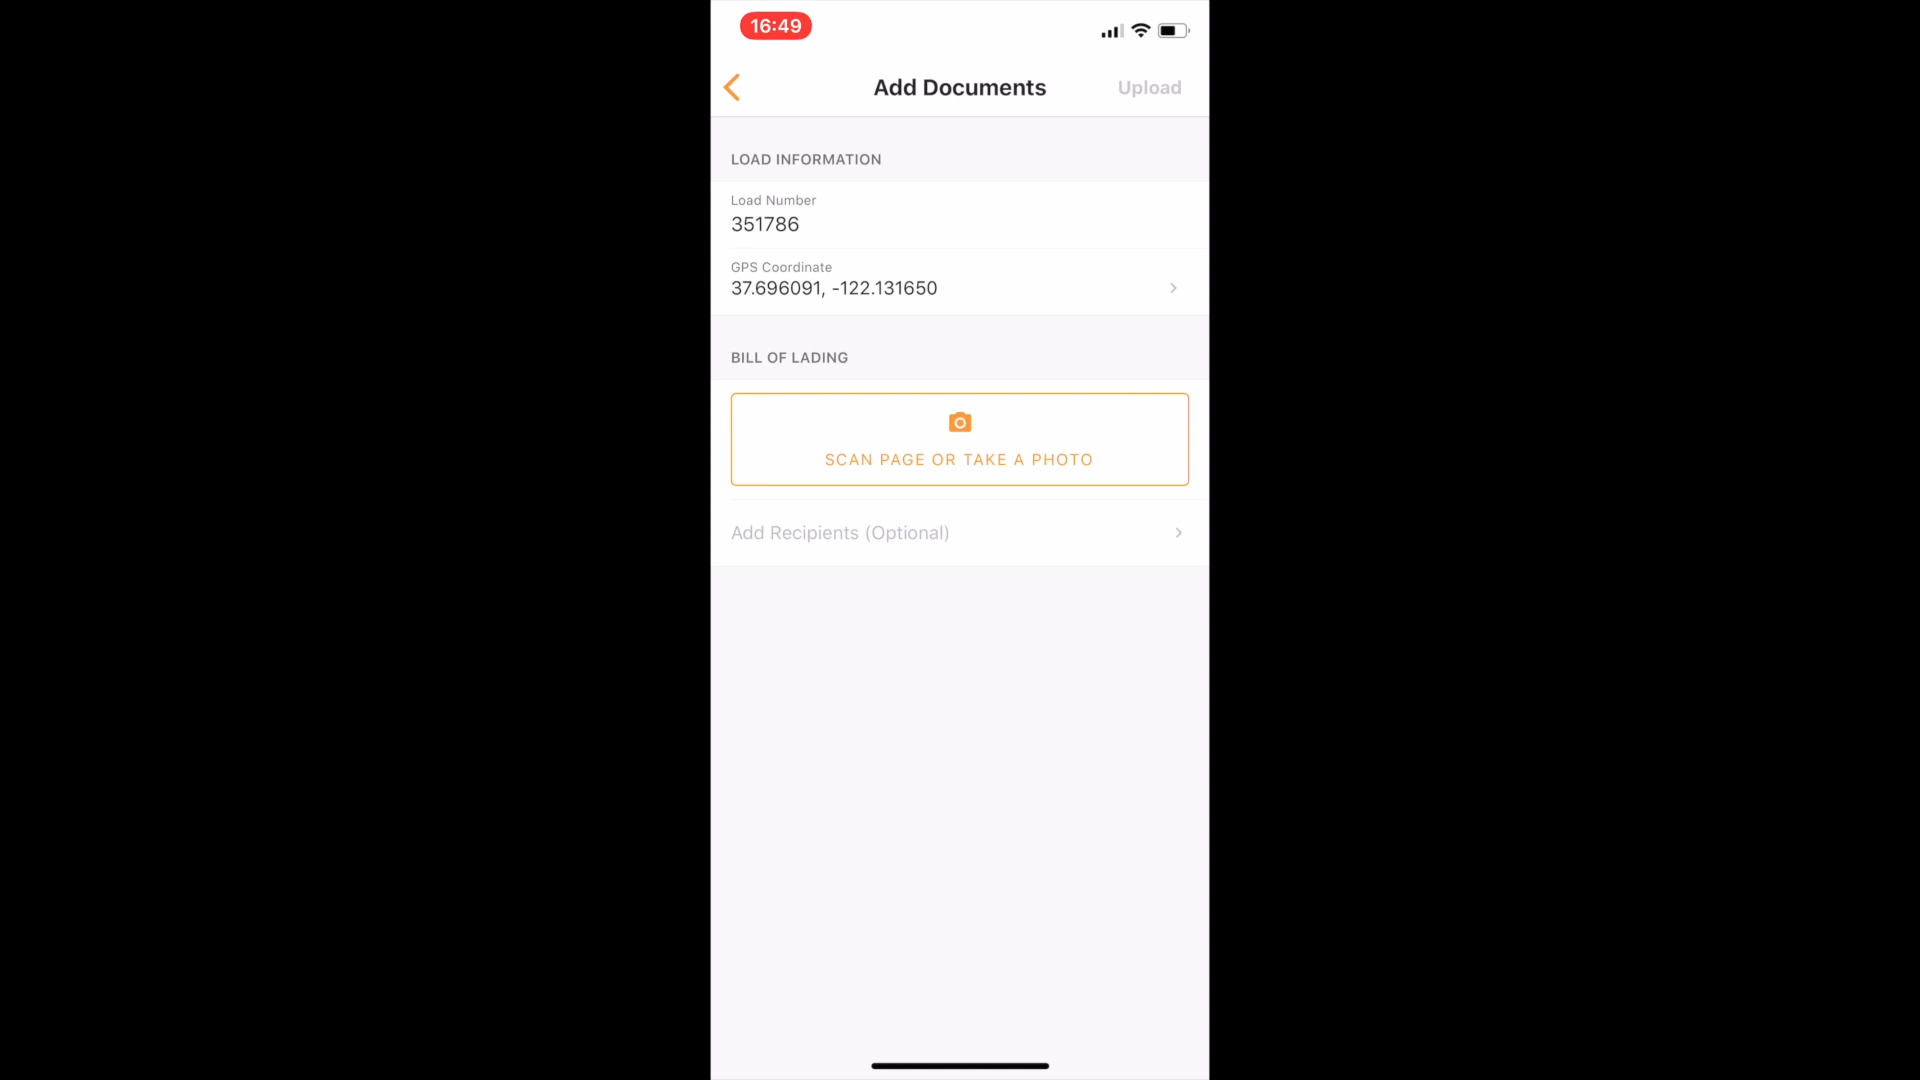 16:49
Add Documents
Upload
LOAD INFORMATION
Load Number
351786
GPS Coordinate
37.696091, -122.131650
BILL OF LADING
SCAN PAGE OR TAKE A PHOTO
Add Recipients (Optional)